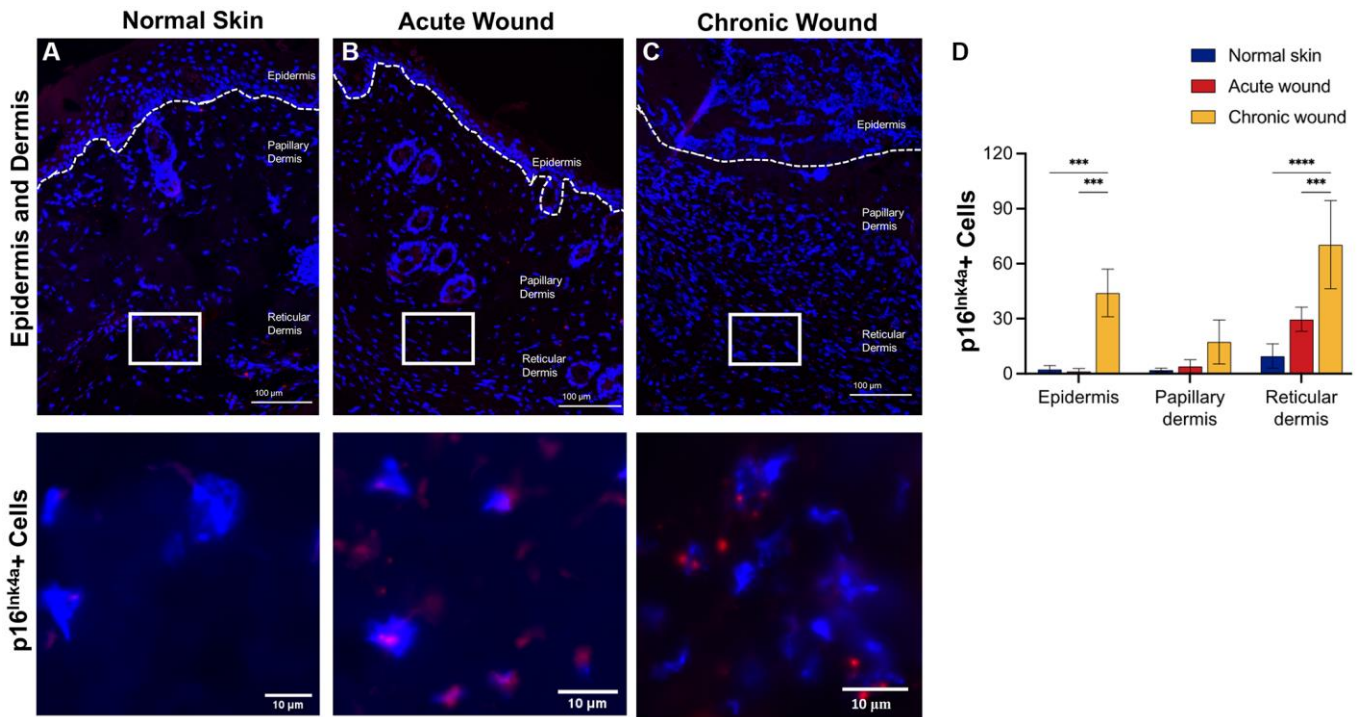 Normal Skin
Acute Wound
Chronic Wound
Epidermis and Dermis
A
Epidermis
Papillary
Dermis
Reticular
Dermis
100 µm
B
Epidermis
Papillary
Dermis
Reticular
Dermis
100 µm
C
Epidermis
Papillary
Dermis
Reticular
Dermis
100 µm
p16Ink4a+ Cells
10 µm
10 µm
10 µm
D
Normal skin
Acute wound
Chronic wound
p16Ink4a+ Cells
120
90
60
30
0
***
***
****
***
Epidermis
Papillary
dermis
Reticular
dermis